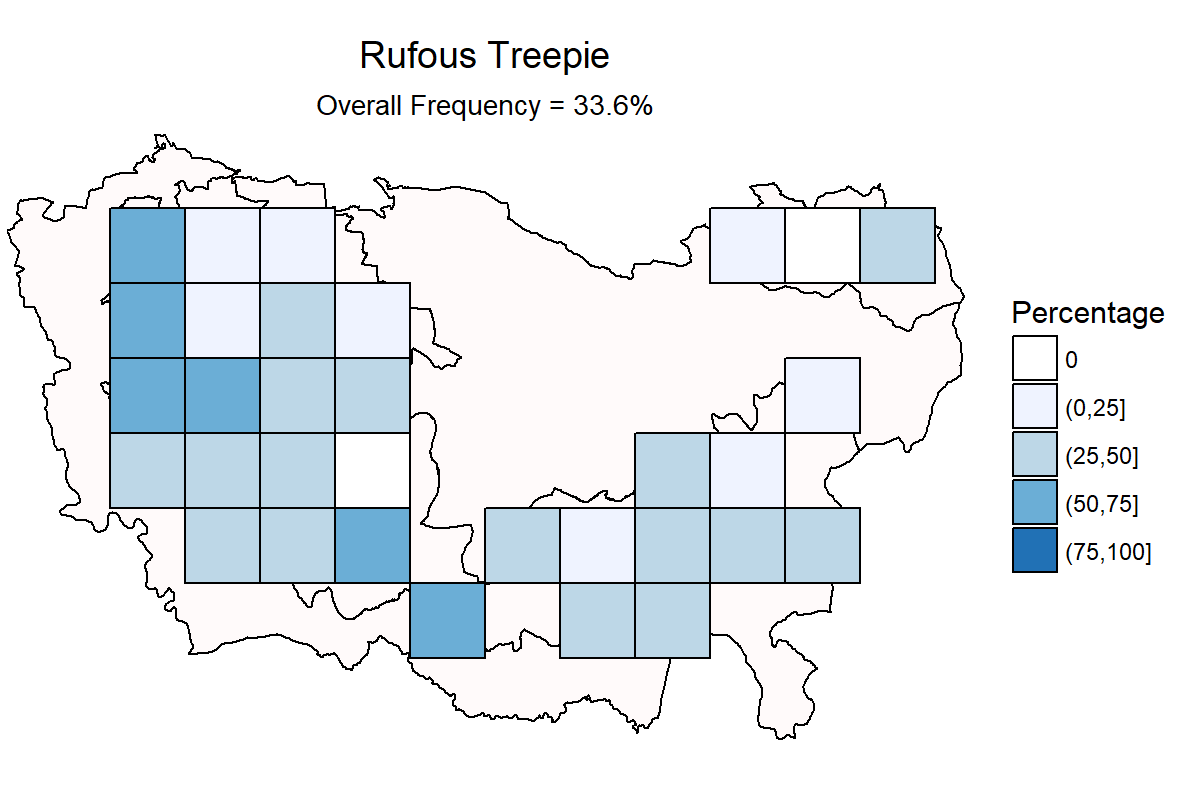 Rufous Treepie
Overall Frequency = 33.6%
Percentage
0
(0,25]
(25,50]
(50,75]
(75,100]